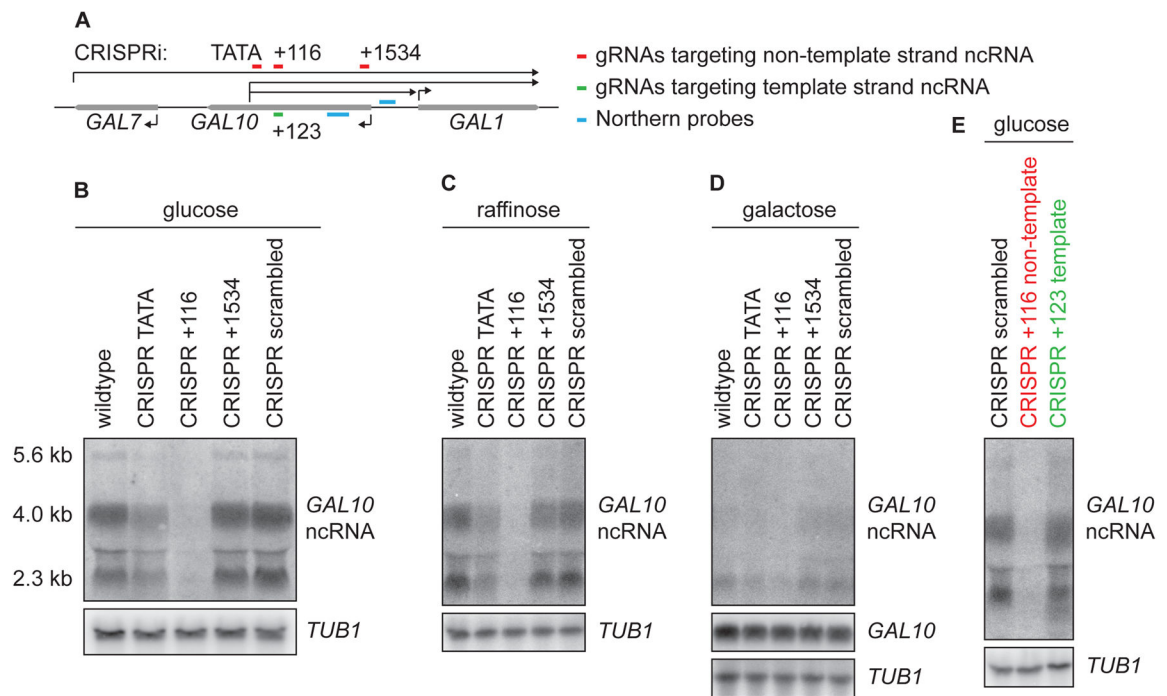 A
CRISPRi: TATA +116 +1534
gRNAs targeting non-template strand ncRNA
gRNAs targeting template strand ncRNA
Northern probes
GAL7 GAL10 GAL1
+123
B
glucose
wildtype
CRISPR TATA
CRISPR +116
CRISPR +1534
CRISPR scrambled
5.6 kb
4.0 kb
2.3 kb
GAL10
ncRNA
TUB1
C
raffinose
wildtype
CRISPR TATA
CRISPR +116
CRISPR +1534
CRISPR scrambled
GAL10
ncRNA
TUB1
D
galactose
wildtype
CRISPR TATA
CRISPR +116
CRISPR +1534
CRISPR scrambled
GAL10
ncRNA
GAL10
TUB1
E
glucose
CRISPR scrambled
CRISPR +116 non-template
CRISPR +123 template
GAL10
ncRNA
TUB1